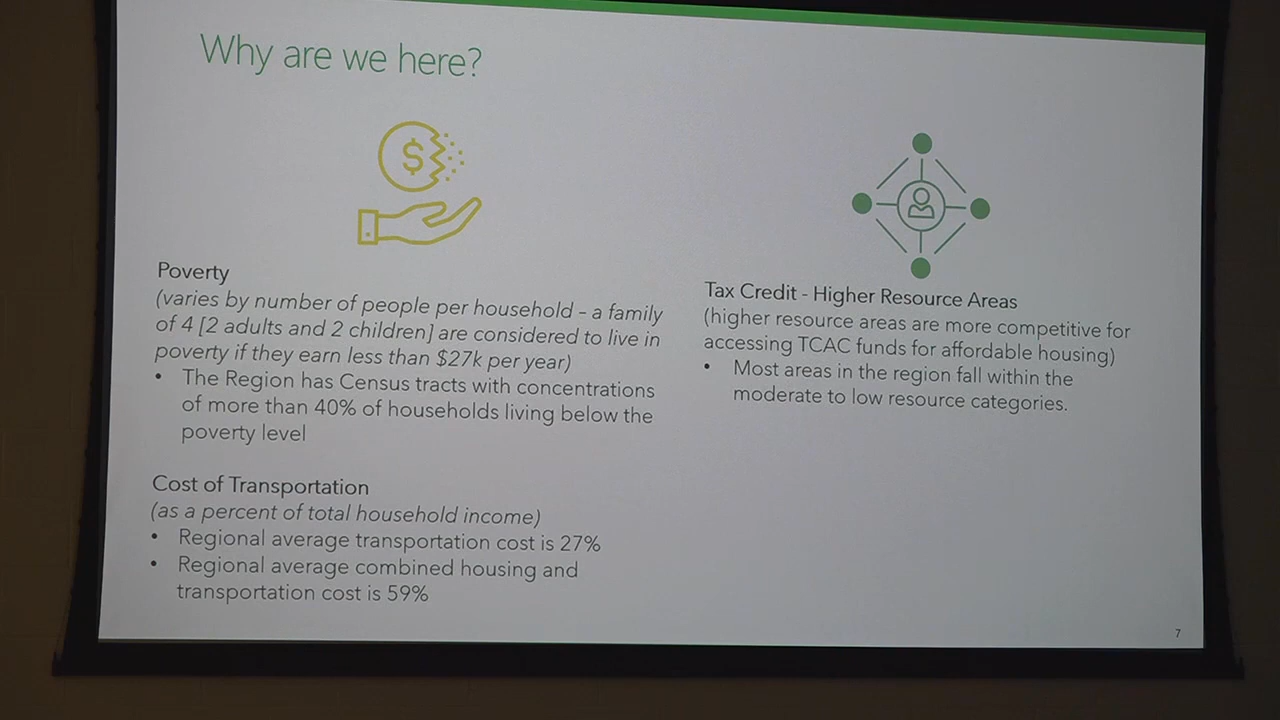 Why are we here?
$
Poverty
(varies by number of people per household – a family
of 4 [2 adults and 2 children] are considered to live in
poverty if they earn less than $27k per year)
• The Region has Census tracts with concentrations
of more than 40% of households living below the
poverty level
Cost of Transportation
(as a percent of total household income)
• Regional average transportation cost is 27%
• Regional average combined housing and
transportation cost is 59%
Tax Credit - Higher Resource Areas
(higher resource areas are more competitive for
accessing TCAC funds for affordable housing)
• Most areas in the region fall within the
moderate to low resource categories.
7